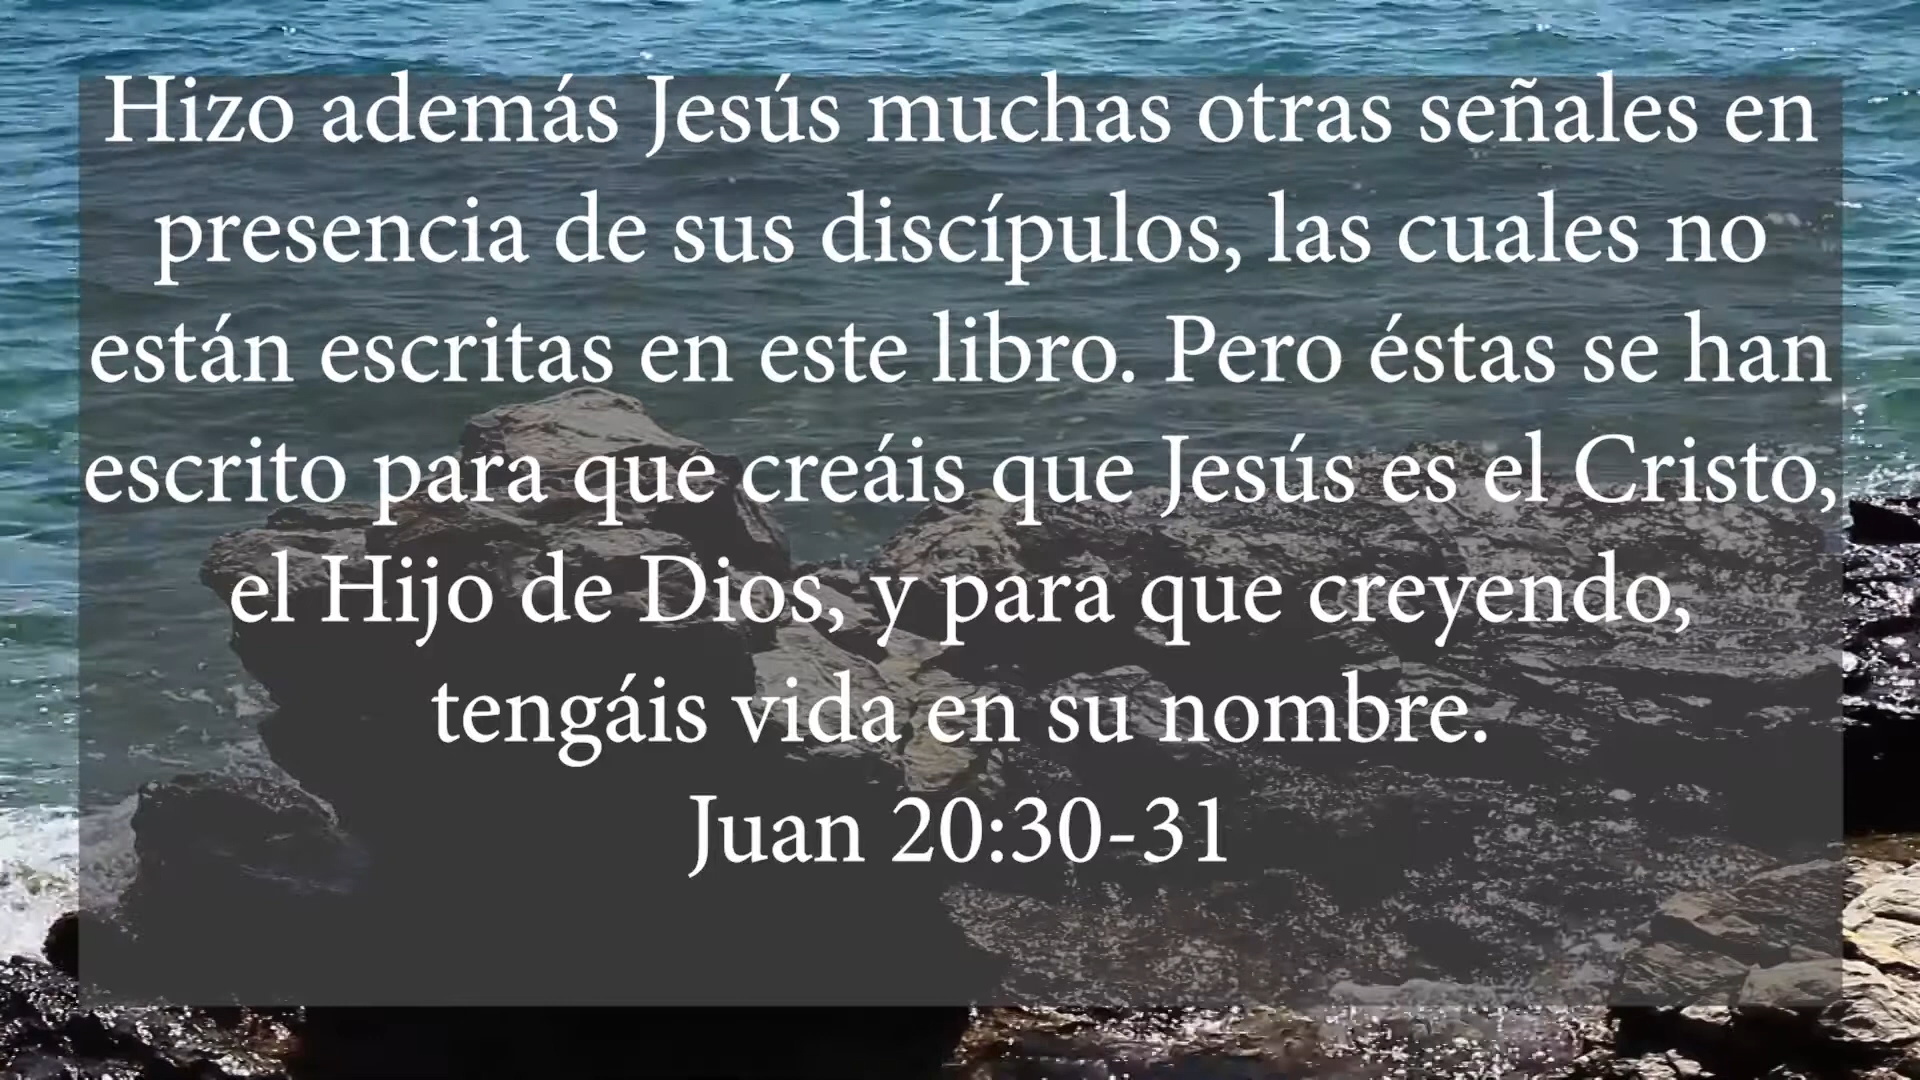 Hizo además Jesús muchas otras señales en
presencia de sus discípulos, las cuales no
están escritas en este libro. Pero éstas se han
escrito para que creáis que Jesús es el Cristo,
el Hijo de Dios, y para que creyendo,
tengáis vida en su nombre.
Juan 20:30-31